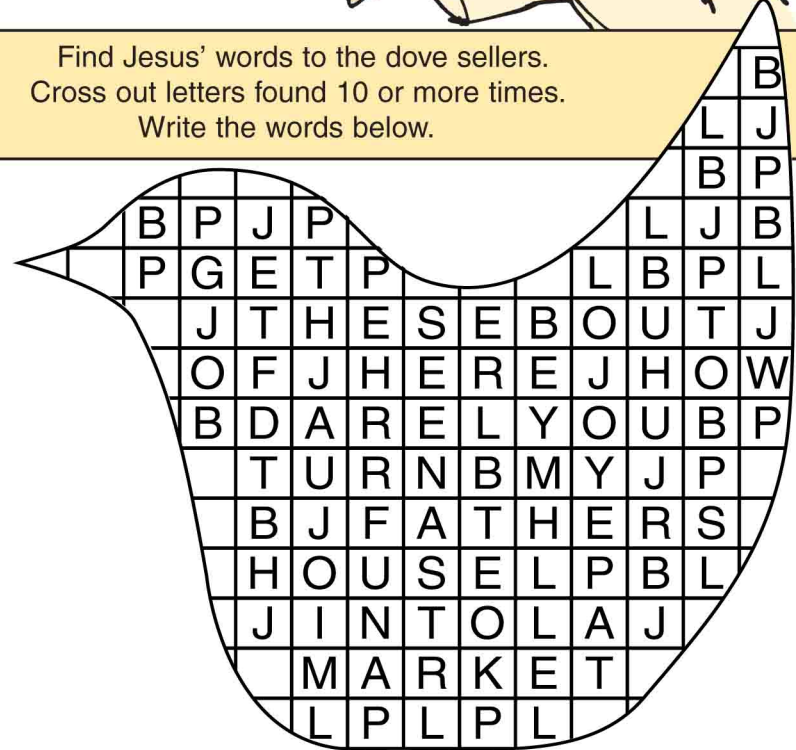 Find Jesus' words to the dove sellers.
Cross out letters found 10 or more times.
Write the words below.
B
L J
B P
B P J P L J B
P G E T P L B P L
J T H E S E B O U T J
O F J H E R E J H O W
B D A R E L Y O U B P
T U R N B M Y J P
B J F A T H E R S
H O U S E L P B L
J I N T O L A J
M A R K E T
L P L P L